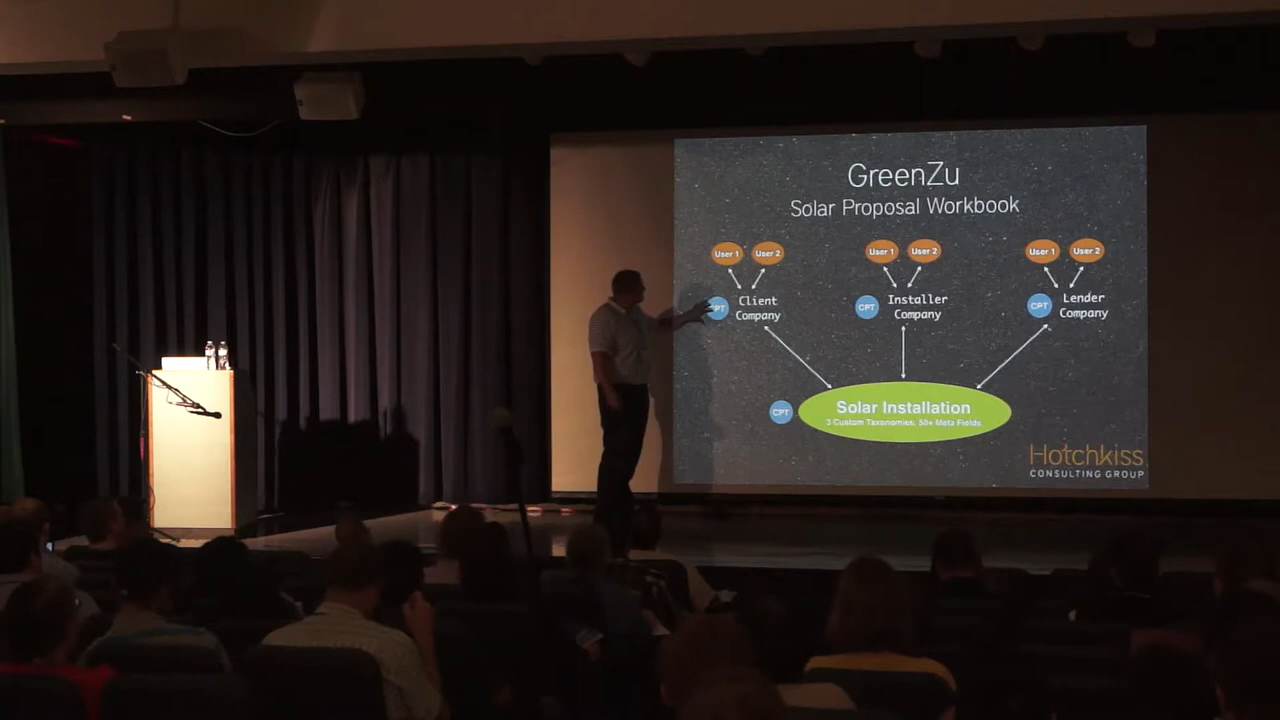 GreenZu
Solar Proposal Workbook
User 1 User 2 User 1 User 2 User 1 User 2
CPT Client Company
CPT Installer Company
CPT Lender Company
CPT Solar Installation
3 Custom Taxonomies, 50+ Meta Fields
Hotchkiss
CONSULTING GROUP